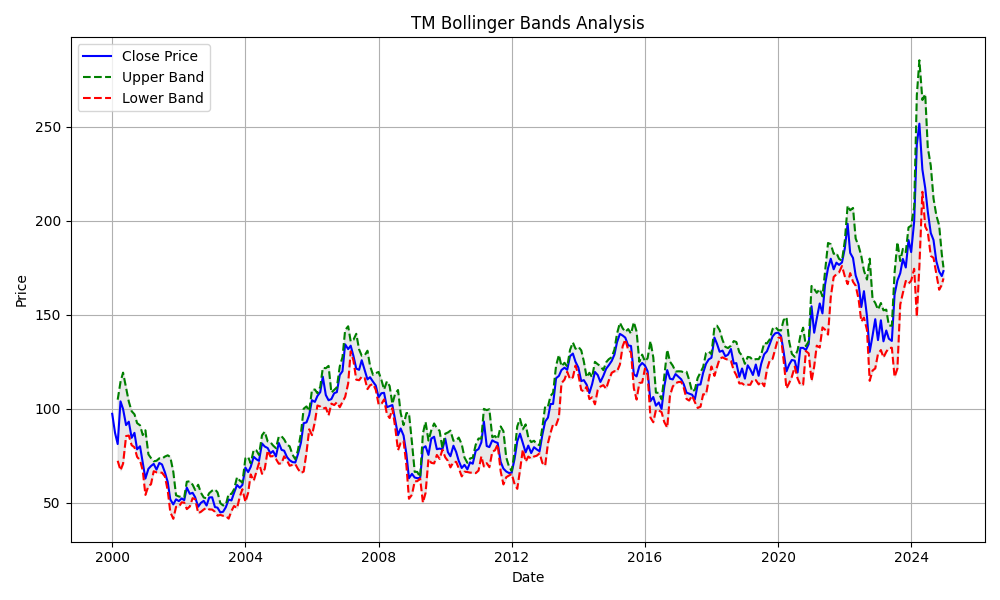 TM Bollinger Bands Analysis
Close Price
Upper Band
Lower Band
Price
250
200
150
100
50
2000
2004
2008
2012
2016
2020
2024
Date